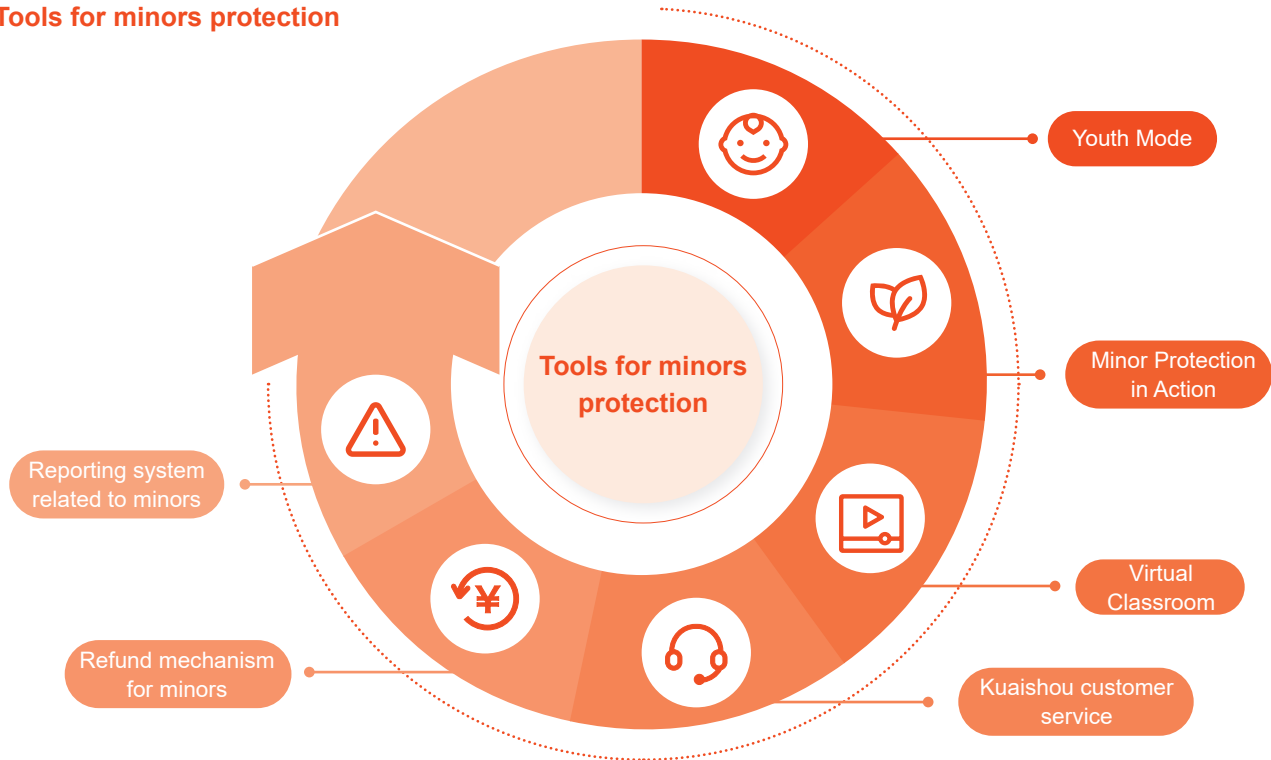 Tools for minors protection
Youth Mode
Minor Protection
in Action
Virtual
Classroom
Kuaishou customer
service
Refund mechanism
for minors
Reporting system
related to minors
Tools for minors
protection
¥